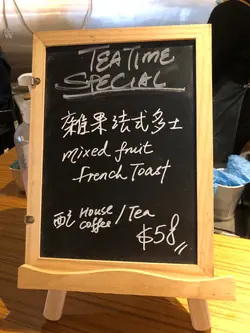 TEA TIME
SPECIAL
雜果法式多士
mixed fruit
French Toast
配 House coffee / Tea
$58